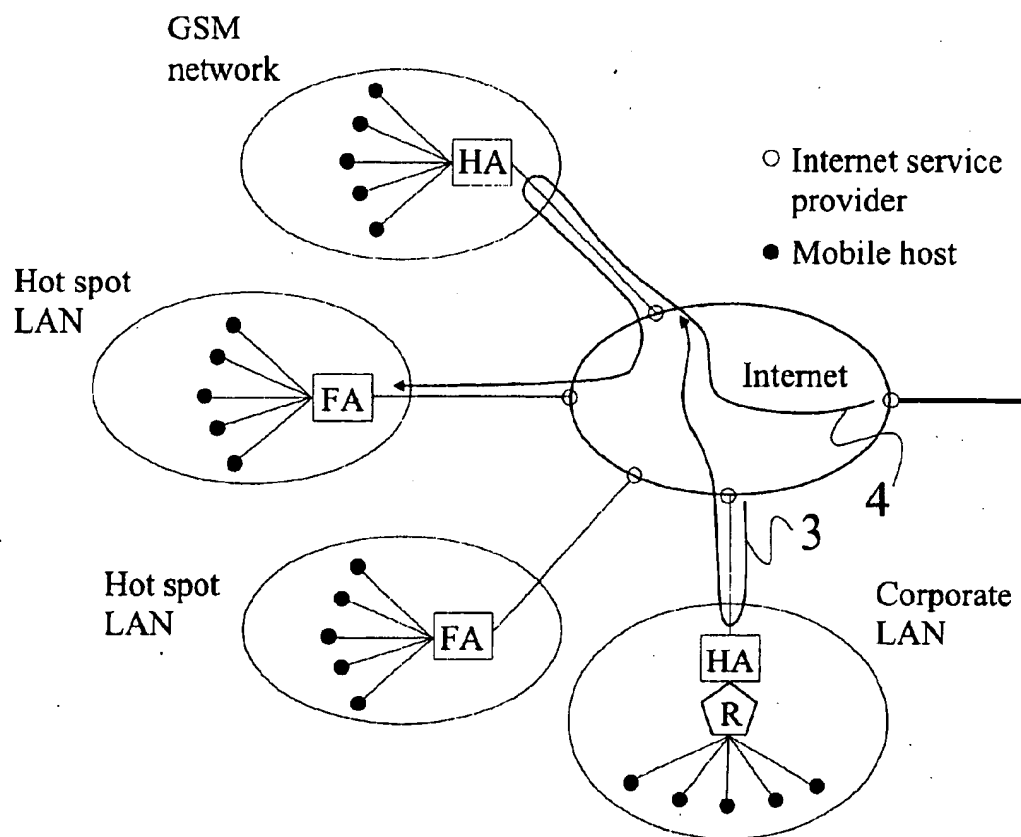 GSM
network
HA
Internet service
provider
Mobile host
Hot spot
LAN
FA
Internet
4
3
Hot spot
LAN
FA
Corporate
LAN
HA
R